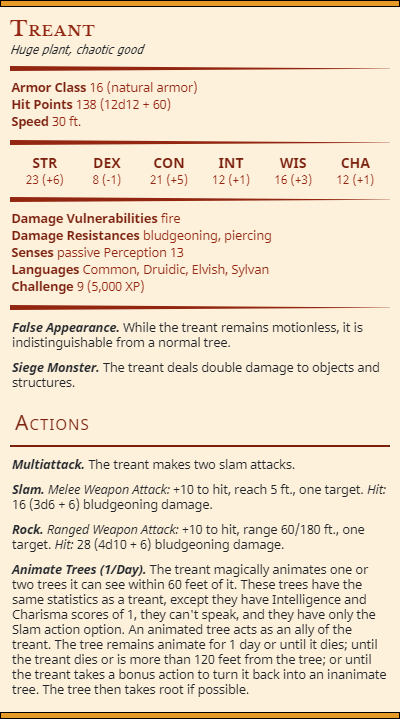 Treant
Huge plant, chaotic good
Armor Class 16 (natural armor)
Hit Points 138 (12d12 + 60)
Speed 30 ft.
STR DEX CON INT WIS CHA
23 (+6) 8 (-1) 21 (+5) 12 (+1) 16 (+3) 12 (+1)
Damage Vulnerabilities fire
Damage Resistances bludgeoning, piercing
Senses passive Perception 13
Languages Common, Druidic, Elvish, Sylvan
Challenge 9 (5,000 XP)
False Appearance. While the treant remains motionless, it is
indistinguishable from a normal tree.
Siege Monster. The treant deals double damage to objects and
structures.
Actions
Multiattack. The treant makes two slam attacks.
Slam. Melee Weapon Attack: +10 to hit, reach 5 ft., one target. Hit:
16 (3d6 + 6) bludgeoning damage.
Rock. Ranged Weapon Attack: +10 to hit, range 60/180 ft., one
target. Hit: 28 (4d10 + 6) bludgeoning damage.
Animate Trees (1/Day). The treant magically animates one or
two trees it can see within 60 feet of it. These trees have the
same statistics as a treant, except they have Intelligence and
Charisma scores of 1, they can't speak, and they have only the
Slam action option. An animated tree acts as an ally of the
treant. The tree remains animate for 1 day or until it dies; until
the treant dies or is more than 120 feet from the tree; or until
the treant takes a bonus action to turn it back into an inanimate
tree. The tree then takes root if possible.